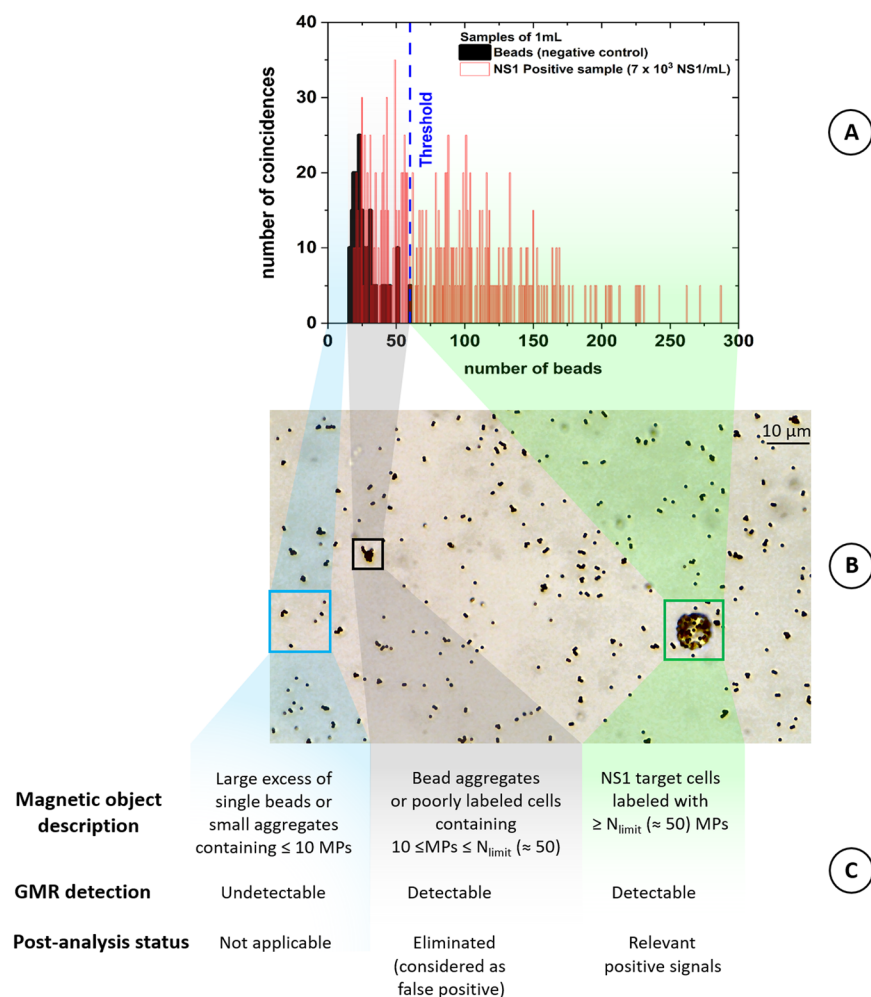 40
30
20
10
0
number of coincidences
Samples of 1mL
Beads (negative control)
NS1 Positive sample (7 x 10³ NS1/mL)
Threshold
0 50 100 150 200 250 300
number of beads
A
10 µm
B
Magnetic object
description
Large excess of
single beads or
small aggregates
containing ≤ 10 MPs
Bead aggregates
or poorly labeled cells
containing
10 ≤MPs ≤ Nlimit (≈ 50)
NS1 target cells
labeled with
≥ Nlimit (≈ 50) MPs
C
GMR detection
Undetectable
Detectable
Detectable
Post-analysis status
Not applicable
Eliminated
(considered as
false positive)
Relevant
positive signals